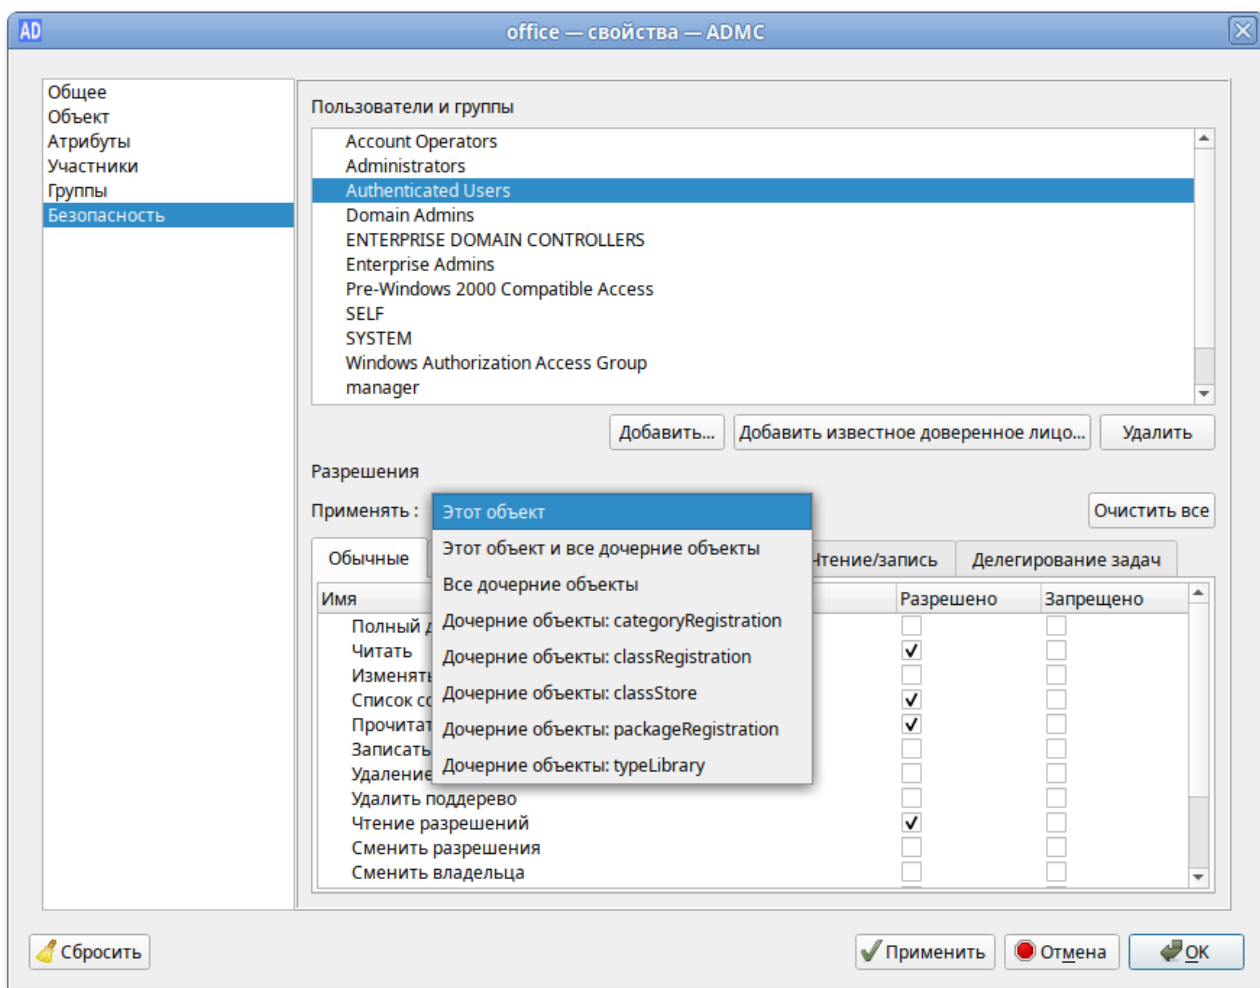 AD
office — свойства — ADMC
Общее
Объект
Атрибуты
Участники
Группы
Безопасность
Пользователи и группы
Account Operators
Administrators
Authenticated Users
Domain Admins
ENTERPRISE DOMAIN CONTROLLERS
Enterprise Admins
Pre-Windows 2000 Compatible Access
SELF
SYSTEM
Windows Authorization Access Group
manager
Добавить... Добавить известное доверенное лицо... Удалить
Разрешения
Применять : Этот объект Очистить все
Этот объект и все дочерние объекты
Все дочерние объекты
Дочерние объекты: categoryRegistration
Дочерние объекты: classRegistration
Дочерние объекты: classStore
Дочерние объекты: packageRegistration
Дочерние объекты: typeLibrary
Обычные Чтение/запись Делегирование задач
Имя Разрешено Запрещено
Полный
Читать
Изменять
Список
Прочитат
Записать
Удаление
Удалить поддерево
Чтение разрешений
Сменить разрешения
Сменить владельца
Сбросить Применить Отмена OK